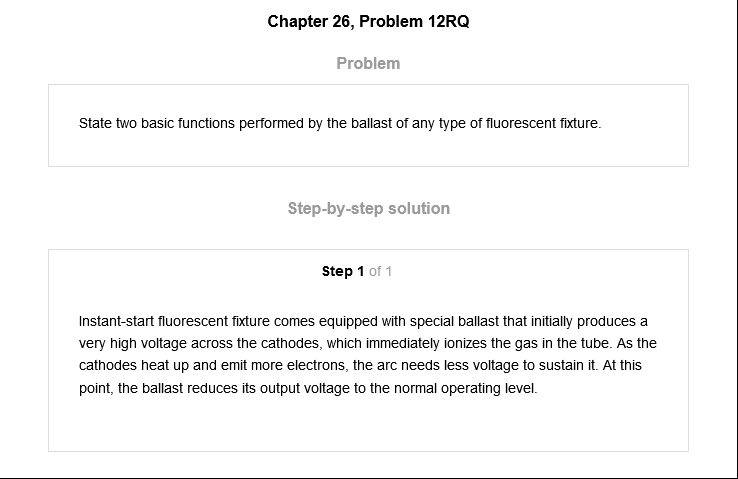 Chapter 26, Problem 12RQ
Problem
State two basic functions performed by the ballast of any type of fluorescent fixture.
Step-by-step solution
Step 1 of 1
Instant-start fluorescent fixture comes equipped with special ballast that initially produces a
very high voltage across the cathodes, which immediately ionizes the gas in the tube. As the
cathodes heat up and emit more electrons, the arc needs less voltage to sustain it. At this
point, the ballast reduces its output voltage to the normal operating level.